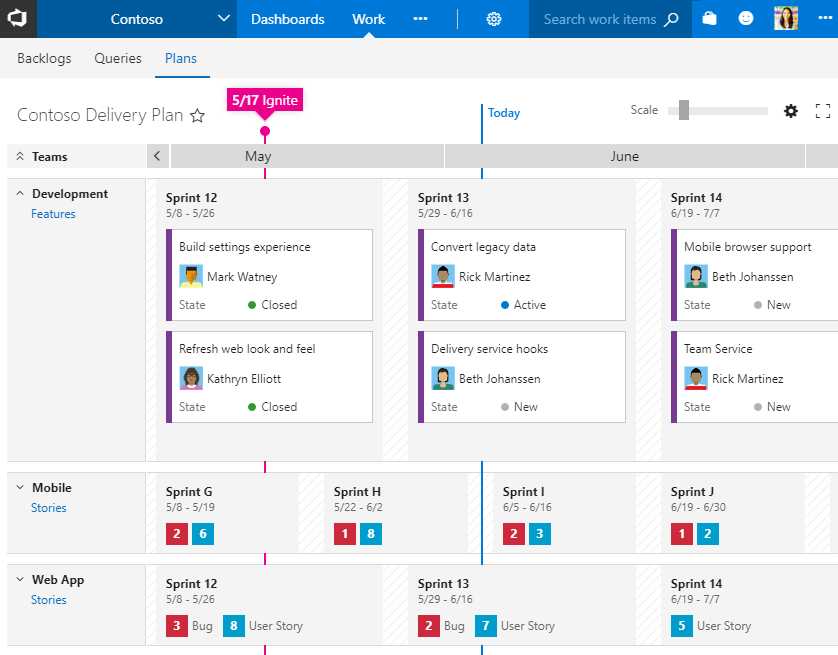 Contoso Dashboards Work ••• Search work items •••
Backlogs Queries Plans
Contoso Delivery Plan
5/17 Ignite
Today
Scale
Teams May June
Development
Features
Sprint 12
5/8 - 5/26
Build settings experience
Mark Watney
State Closed
Refresh web look and feel
Kathryn Elliott
State Closed
Sprint 13
5/29 - 6/16
Convert legacy data
Rick Martinez
State Active
Delivery service hooks
Beth Johanssen
State New
Sprint 14
6/19 - 7/7
Mobile browser support
Beth Johanssen
State New
Team Service
Rick Martinez
State New
Mobile
Stories
Sprint G
5/8 - 5/19
2 6
Sprint H
5/22 - 6/2
1 8
Sprint I
6/5 - 6/16
2 3
Sprint J
6/19 - 6/30
1 2
Web App
Stories
Sprint 12
5/8 - 5/26
3 Bug 8 User Story
Sprint 13
5/29 - 6/16
2 Bug 7 User Story
Sprint 14
6/19 - 7/7
5 User Story